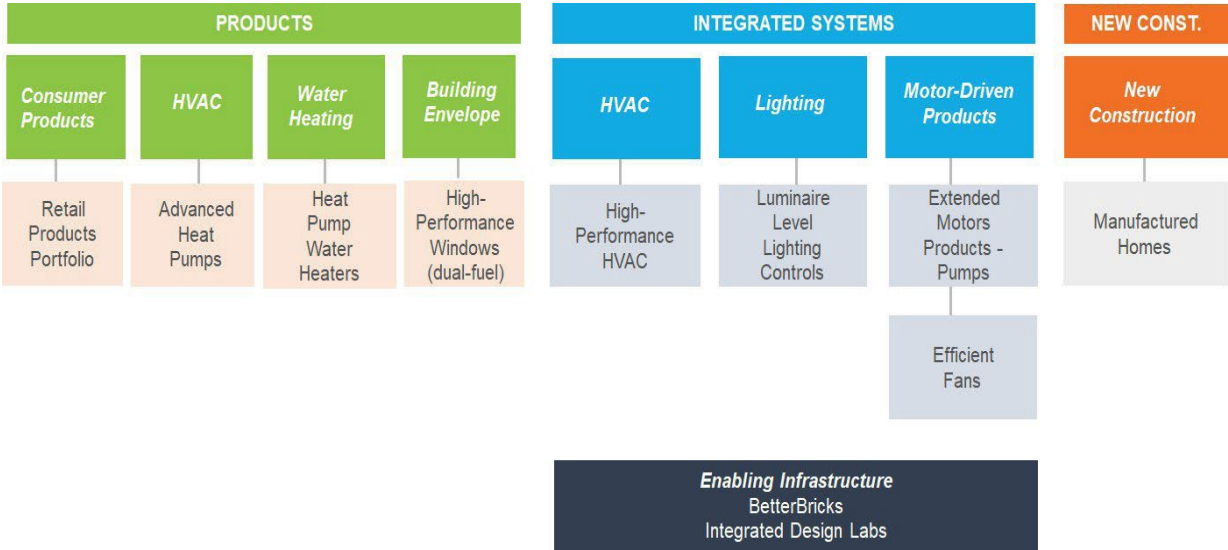 PRODUCTS
INTEGRATED SYSTEMS
NEW CONST.
Consumer
Products
HVAC
Water
Heating
Building
Envelope
HVAC
Lighting
Motor-Driven
Products
New
Construction
Retail
Products
Portfolio
Advanced
Heat
Pumps
Heat
Pump
Water
Heaters
High-
Performance
Windows
(dual-fuel)
High-
Performance
HVAC
Luminaire
Level
Lighting
Controls
Extended
Motors
Products -
Pumps
Manufactured
Homes
Efficient
Fans
Enabling Infrastructure
BetterBricks
Integrated Design Labs